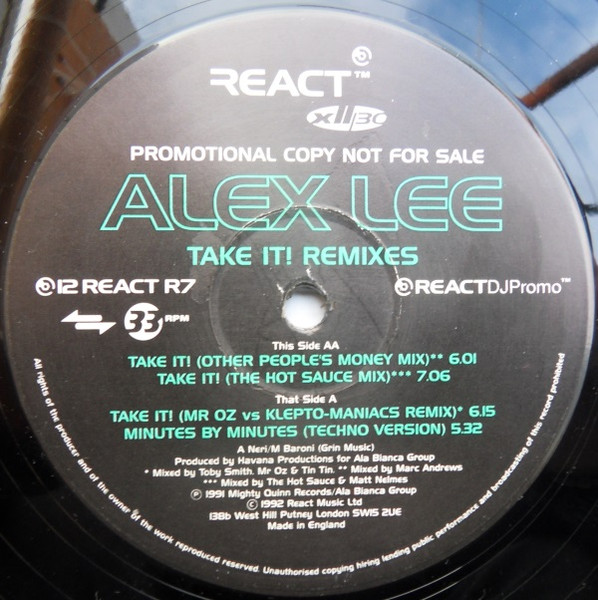 REACT™
PROMOTIONAL COPY NOT FOR SALE
ALEX LEE
TAKE IT! REMIXES
12 REACT R7
REACTDJPromo™
33 RPM
This Side AA
TAKE IT! (OTHER PEOPLE'S MONEY MIX)** 6.01
TAKE IT! (THE HOT SAUCE MIX)*** 7.06
That Side A
TAKE IT! (MR OZ vs KLEPTO-MANIACS REMIX)* 6.15
MINUTES BY MINUTES (TECHNO VERSION) 5.32
A Neri/M Baroni (Grin Music)
Produced by Havana Productions for Ala Bianca Group
* Mixed by Toby Smith. Mr Oz & Tin Tin. ** Mixed by Marc Andrews
*** Mixed by The Hot Sauce & Matt Nelmes
℗ 1991 Mighty Quinn Records/Ala Bianca Group
© 1992 React Music Ltd
138b West Hill Putney London SW15 2UE
Made in England
All rights of the producer and of the owner of the work reproduced reserved. Unauthorised copying hiring lending public performance and broadcasting of this record prohibited